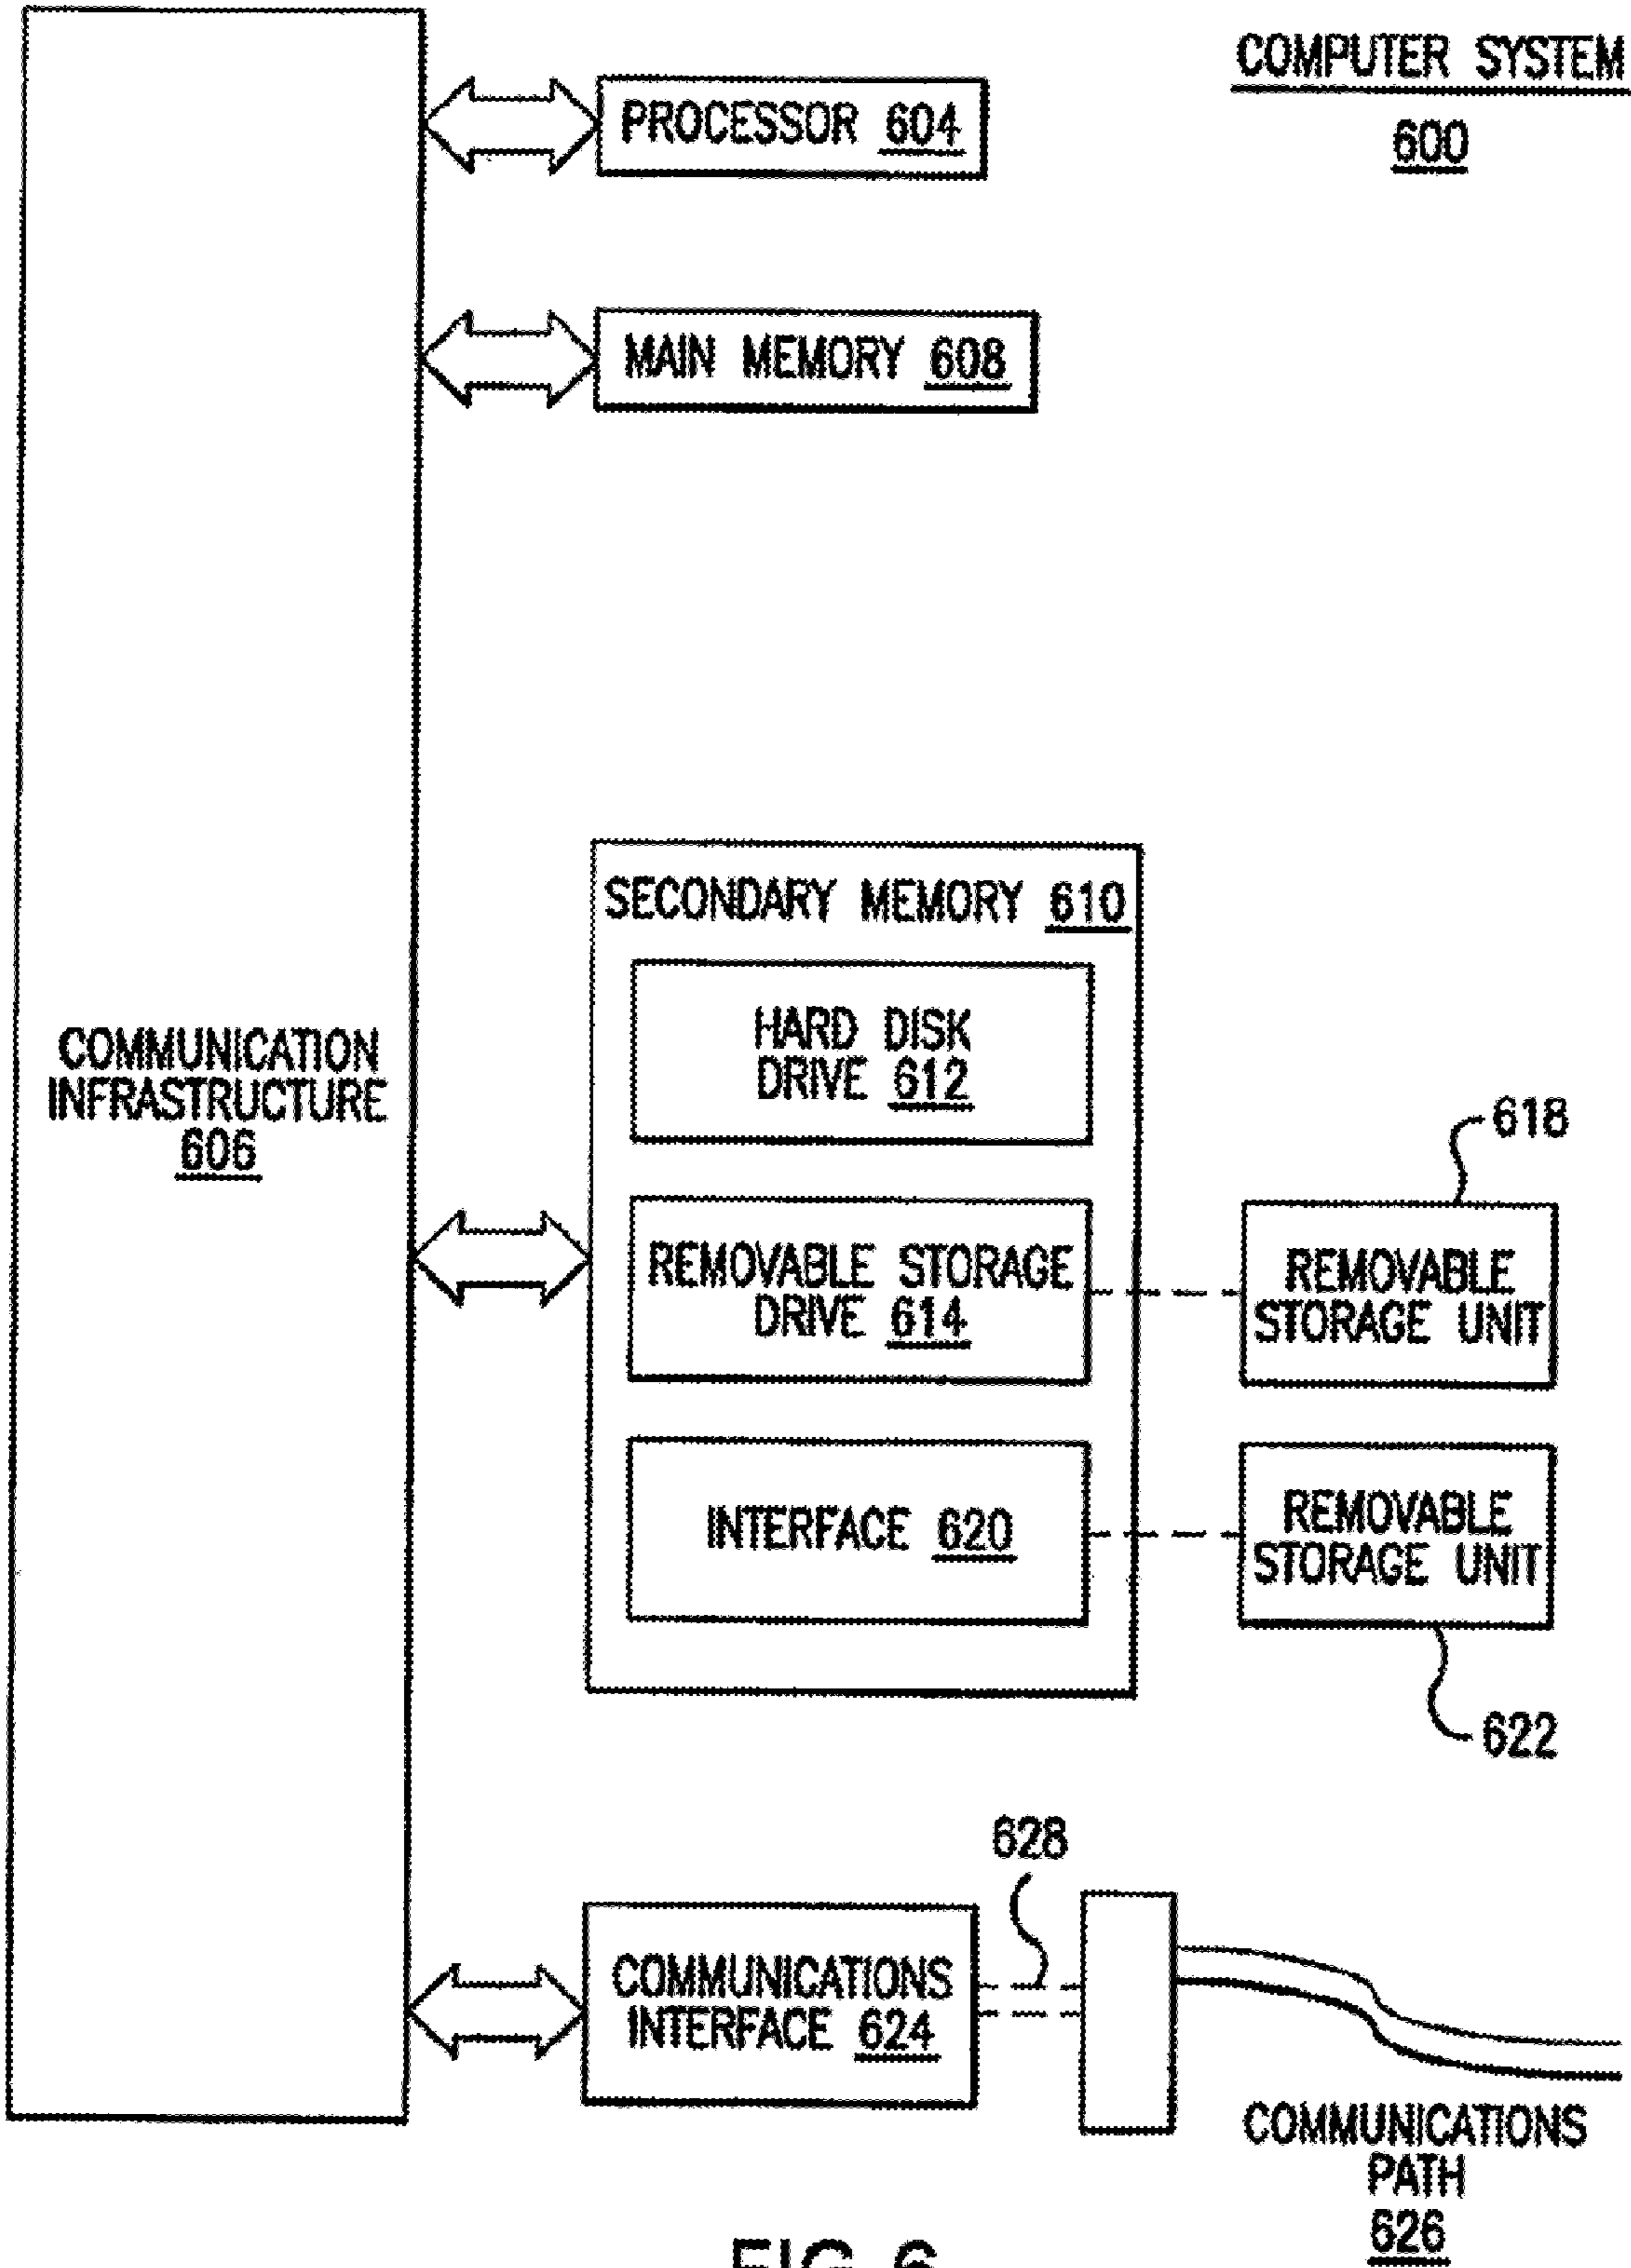 COMPUTER SYSTEM
600
PROCESSOR 604
MAIN MEMORY 608
SECONDARY MEMORY 610
HARD DISK
DRIVE 612
COMMUNICATION
INFRASTRUCTURE
606
618
REMOVABLE STORAGE
DRIVE 614
REMOVABLE
STORAGE UNIT
INTERFACE 620
REMOVABLE
STORAGE UNIT
622
628
COMMUNICATIONS
INTERFACE 624
COMMUNICATIONS
PATH
626
FIG. 6